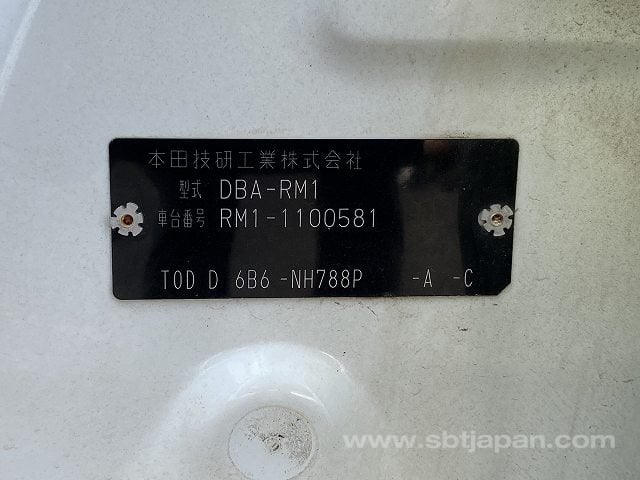 本田技研工業株式会社
型式 DBA-RM1
車台番号 RM1-1100581
TOD D 6B6 -NH788P -A -C
www.sbtjapan.com